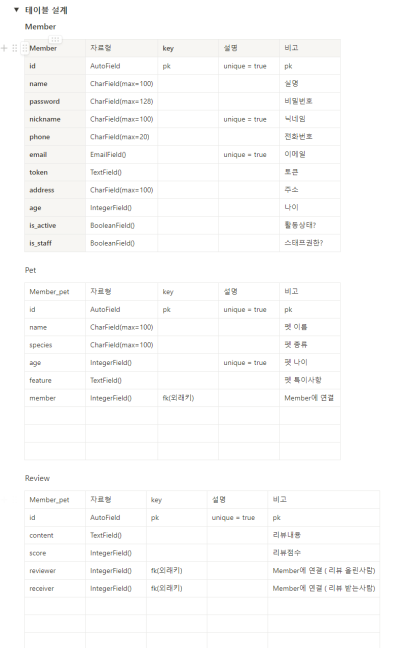 ▼ 테이블 설계
Member
Member 자료형 key 설명 비고
id AutoField pk unique = true pk
name CharField(max=100) 실명
password CharField(max=128) 비밀번호
nickname CharField(max=100) unique = true 닉네임
phone CharField(max=20) 전화번호
email EmailField() unique = true 이메일
token TextField() 토큰
address CharField(max=100) 주소
age IntegerField() 나이
is_active BooleanField() 활동상태?
is_staff BooleanField() 스태프권한?
Pet
Member_pet 자료형 key 설명 비고
id AutoField pk unique = true pk
name CharField(max=100) 펫 이름
species CharField(max=100) 펫 종류
age IntegerField() unique = true 펫 나이
feature TextField() 펫 특이사항
member IntegerField() fk(외래키) Member에 연결
Review
Member_pet 자료형 key 설명 비고
id AutoField pk unique = true pk
content TextField() 리뷰내용
score IntegerField() 리뷰점수
reviewer IntegerField() fk(외래키) Member에 연결 ( 리뷰 올린사람)
receiver IntegerField() fk(외래키) Member에 연결 ( 리뷰 받는사람)